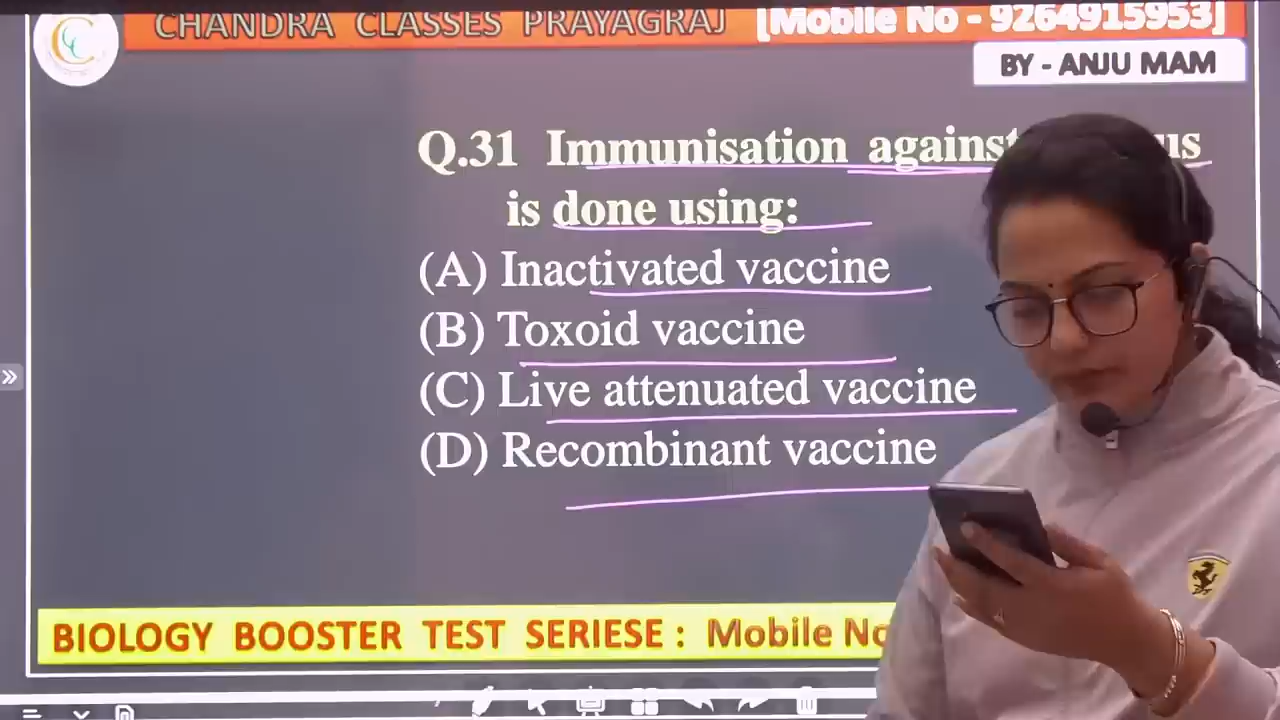 CHANDRA CLASSES PRAYAGRAJ [Mobile No - 9264915953]
BY - ANJU MAM
Q.31 Immunisation against
is done using:
(A) Inactivated vaccine
(B) Toxoid vaccine
(C) Live attenuated vaccine
(D) Recombinant vaccine
BIOLOGY BOOSTER TEST SERIESE : Mobile No